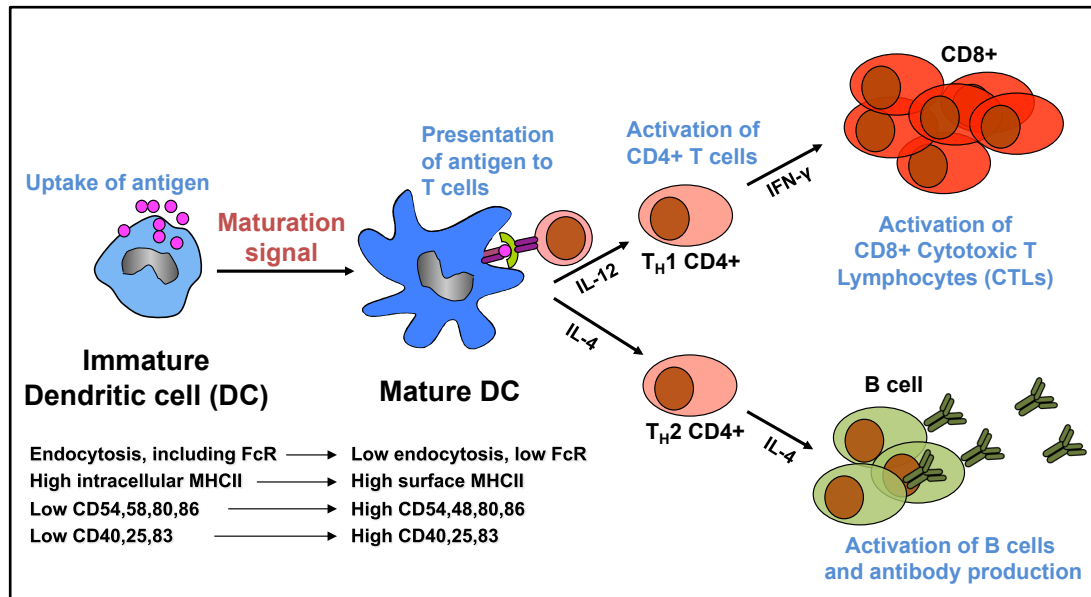 Uptake of antigen
Maturation
signal
Presentation
of antigen to
T cells
Activation of
CD4+ T cells
CD8+
IFN-γ
IL-12
TH1 CD4+
Activation of
CD8+ Cytotoxic T
Lymphocytes (CTLs)
IL-4
Immature
Dendritic cell (DC)
Mature DC
TH2 CD4+
IL-4
B cell
Activation of B cells
and antibody production
Endocytosis, including FcR
Low endocytosis, low FcR
High intracellular MHCII
High surface MHCII
Low CD54,58,80,86
High CD54,48,80,86
Low CD40,25,83
High CD40,25,83